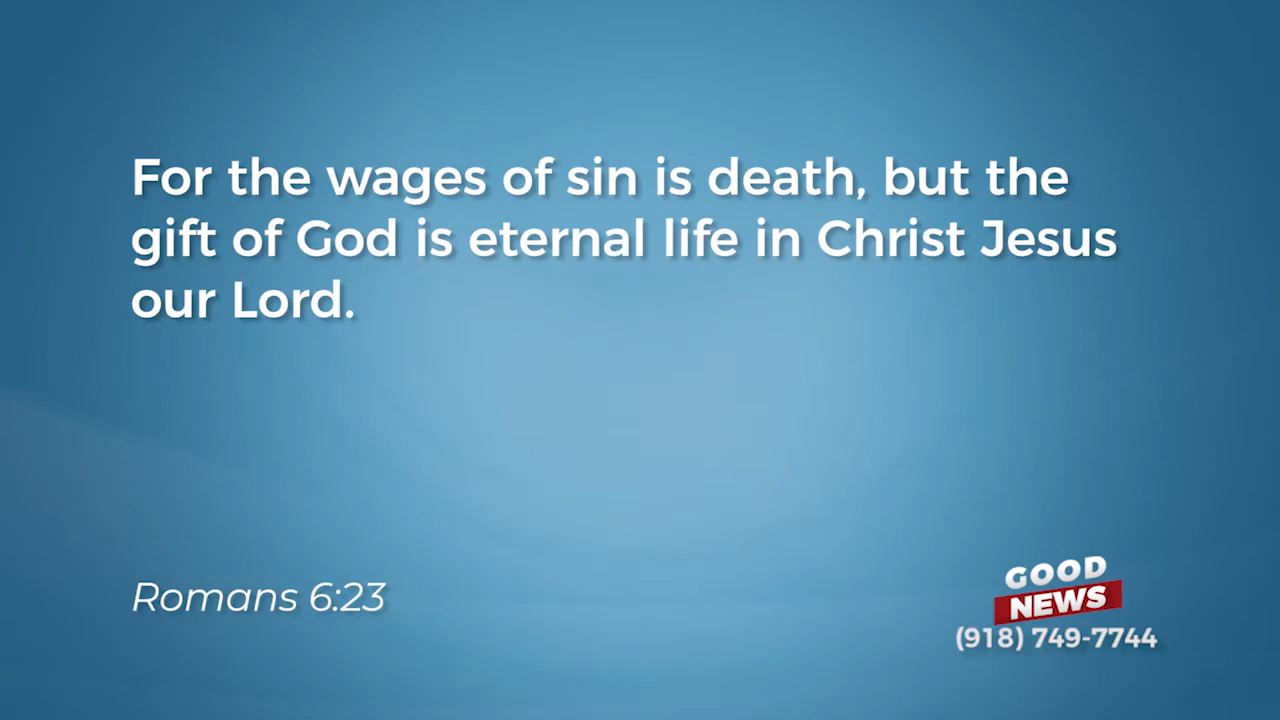 For the wages of sin is death, but the
gift of God is eternal life in Christ Jesus
our Lord.
Romans 6:23
GOOD
NEWS
(918) 749-7744